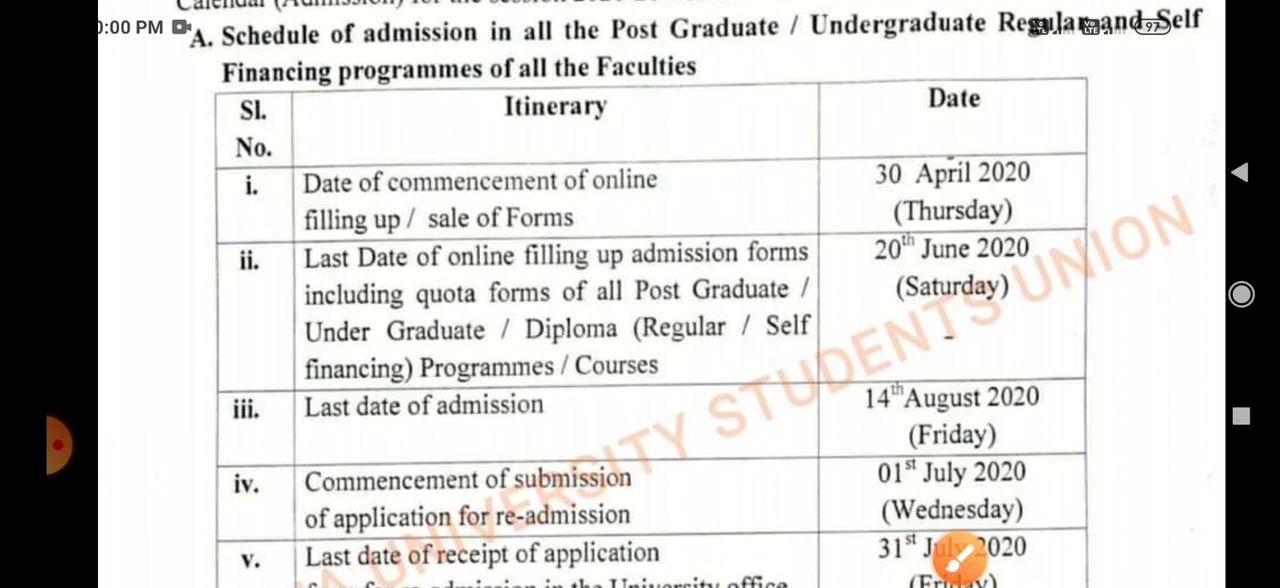 0:00 PM
97
A. Schedule of admission in all the Post Graduate / Undergraduate Regular and Self
Financing programmes of all the Faculties
Sl.
No.
Itinerary
Date
i.
Date of commencement of online
filling up / sale of Forms
30 April 2020
(Thursday)
ii.
Last Date of online filling up admission forms
including quota forms of all Post Graduate /
Under Graduate / Diploma (Regular / Self
financing) Programmes / Courses
20th June 2020
(Saturday)
iii.
Last date of admission
14th August 2020
(Friday)
iv.
Commencement of submission
of application for re-admission
01st July 2020
(Wednesday)
v.
Last date of receipt of application
31st July 2020
(Friday)
UNIVERSITY STUDENTS UNION